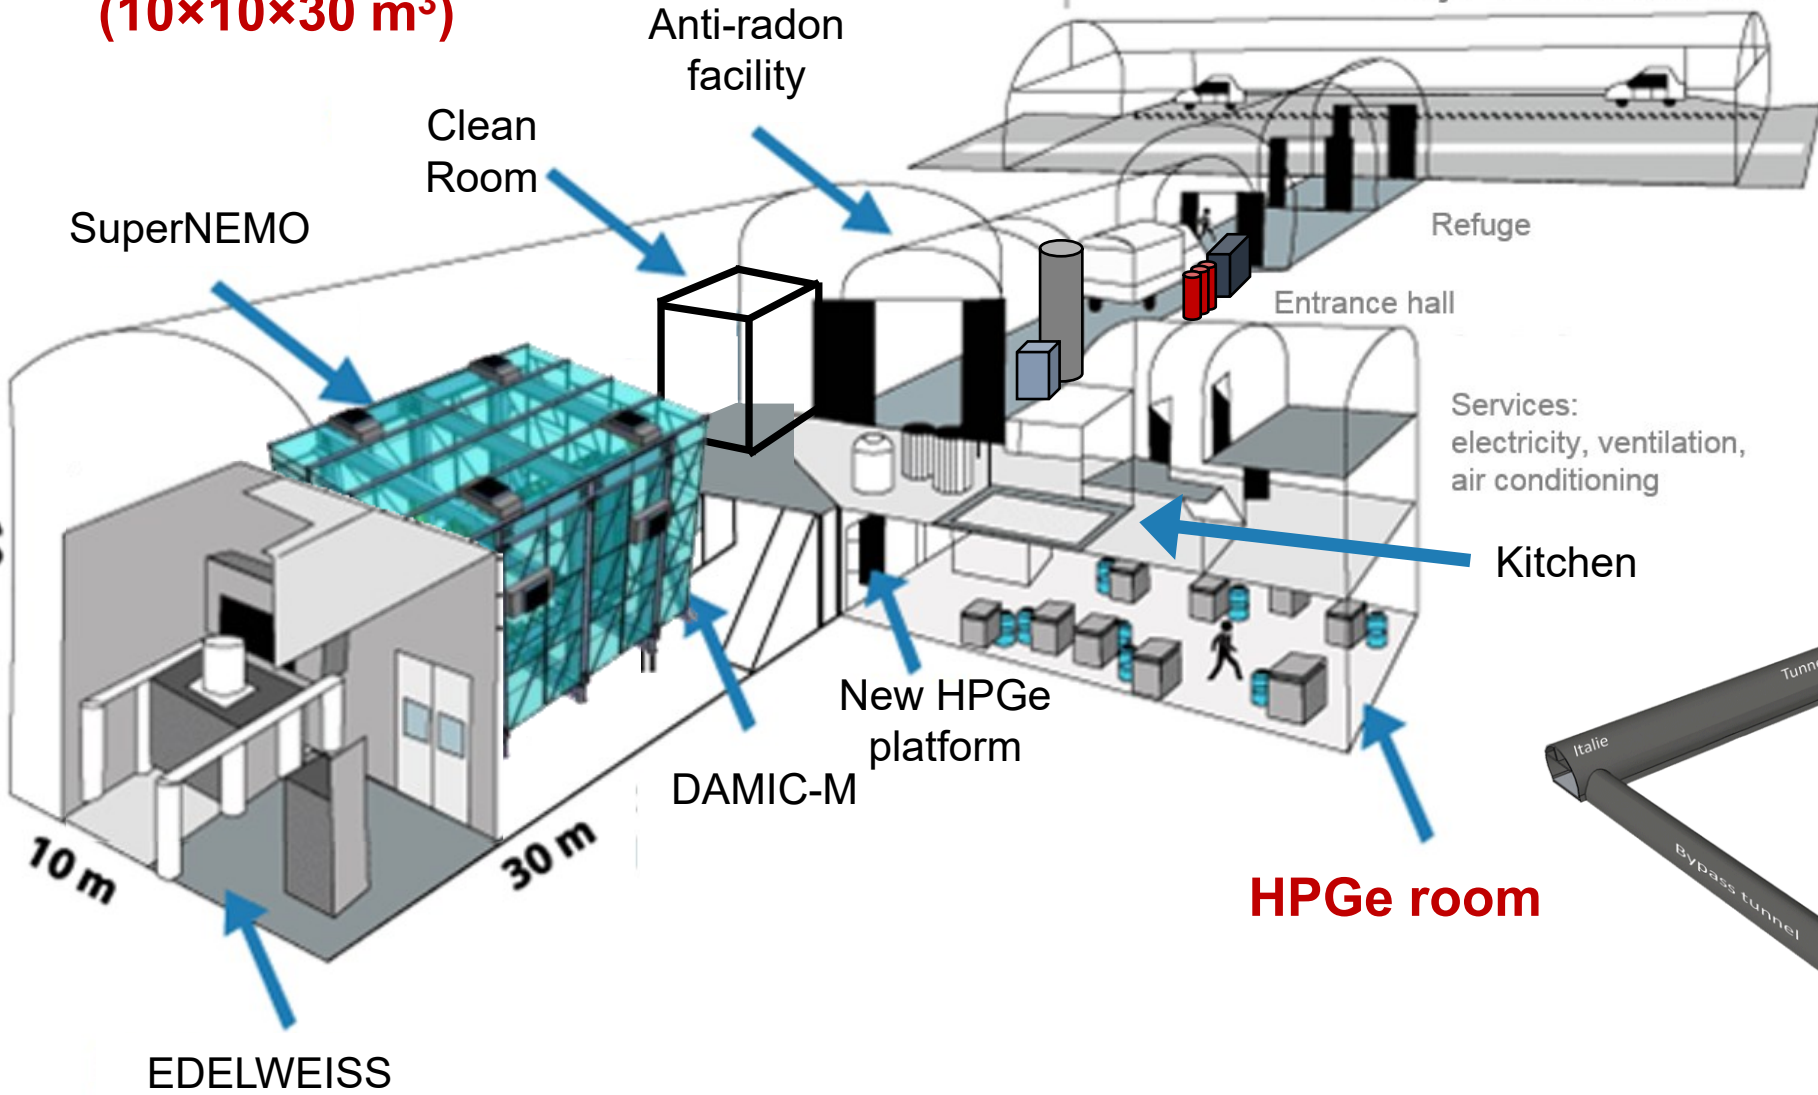 (10×10×30 m³)
Anti-radon
facility
Clean
Room
SuperNEMO
Refuge
Entrance hall
Services:
electricity, ventilation,
air conditioning
Kitchen
New HPGe
platform
DAMIC-M
HPGe room
10 m
30 m
EDELWEISS
Italie
Bypass tunnel